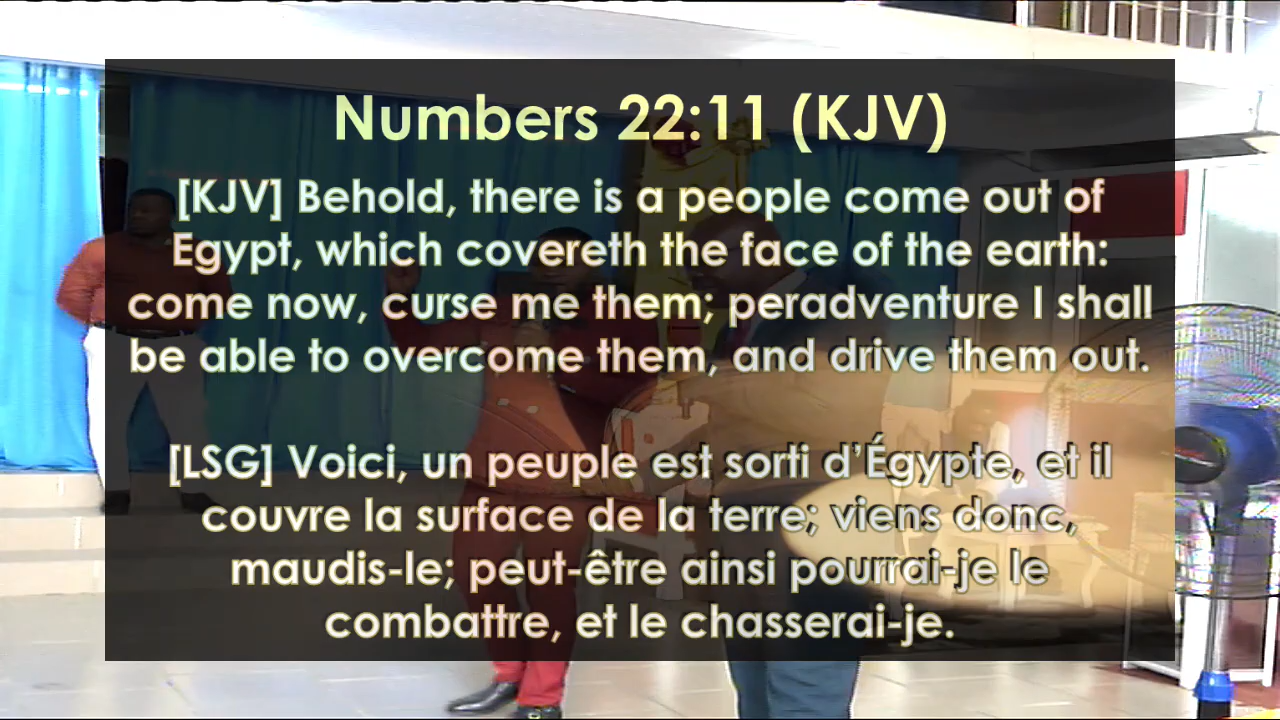 Numbers 22:11 (KJV)
[KJV] Behold, there is a people come out of
Egypt, which covereth the face of the earth:
come now, curse me them; peradventure I shall
be able to overcome them, and drive them out.
[LSG] Voici, un peuple est sorti d’Égypte, et il
couvre la surface de la terre; viens donc,
maudis-le; peut-être ainsi pourrai-je le
combattre, et le chasserai-je.